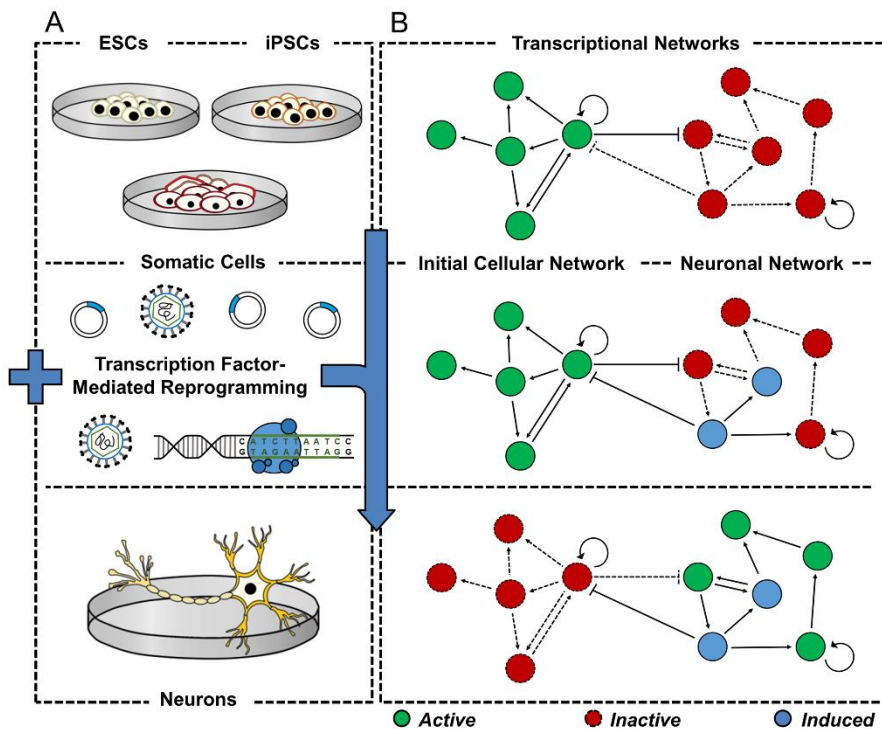 A
B
ESCs
iPSCs
Transcriptional Networks
Somatic Cells
Initial Cellular Network
Neuronal Network
Transcription Factor-
Mediated Reprogramming
CATCTTAATCC
GTAGAATTAGG
Neurons
Active
Inactive
Induced